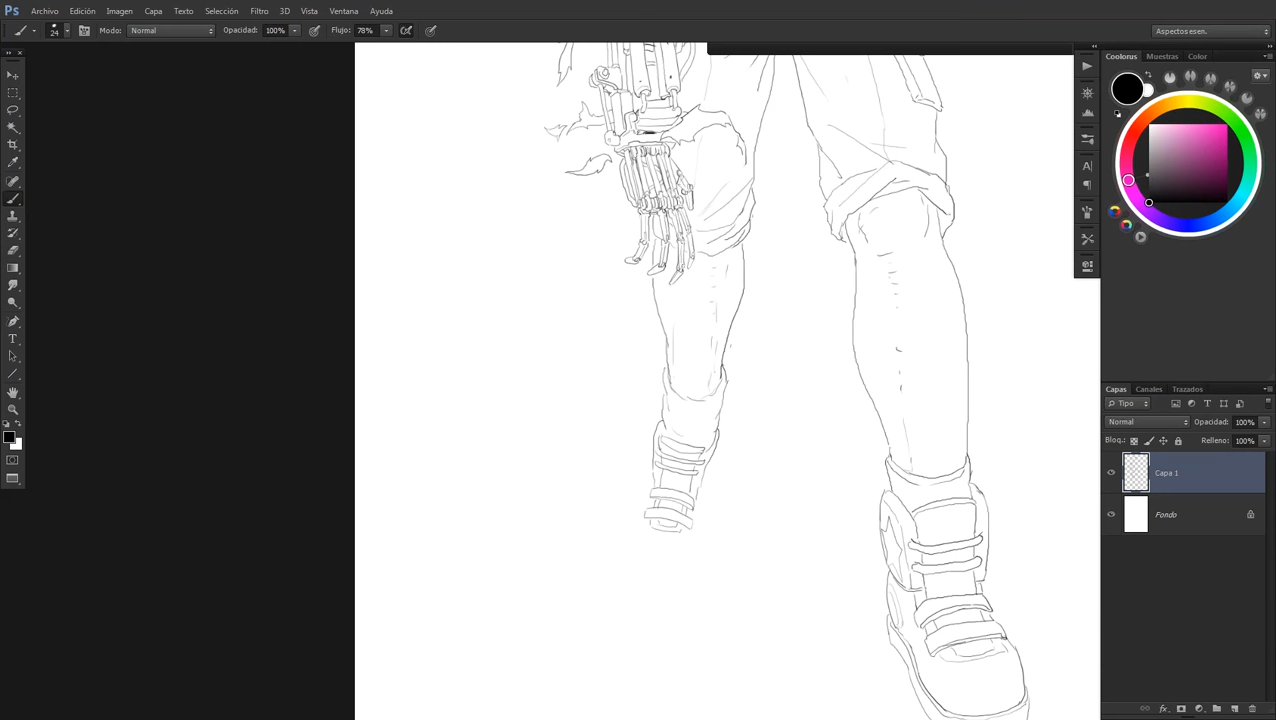 Ps Archivo Edición Imagen Capa Texto Selección Filtro 3D Vista Ventana Ayuda
24 Modo: Normal Opacidad: 100% Flujo: 78% Aspectos esen.
Coolorus Muestras Color
Capas Canales Trazados
Tipo
Normal Opacidad: 100%
Bloq.: Relleno: 100%
Capa 1
Fondo